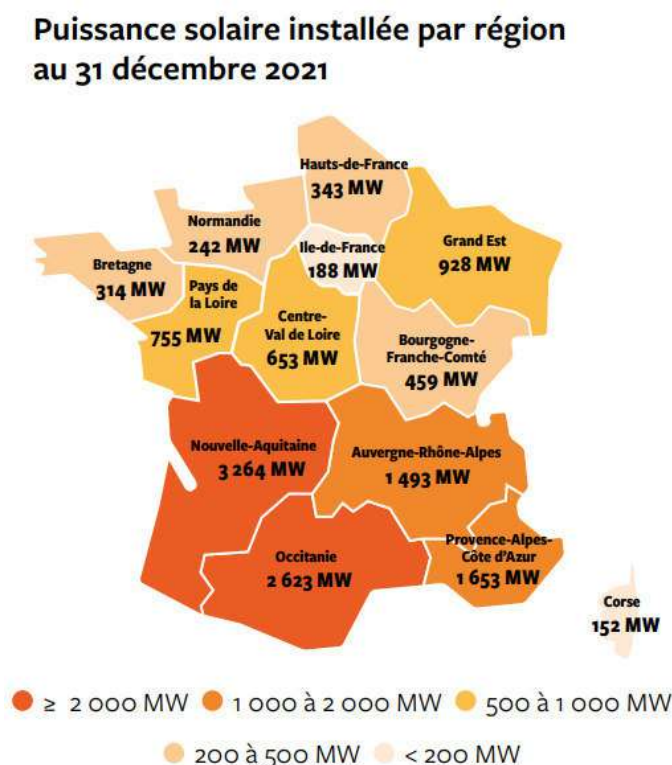 Puissance solaire installée par région
au 31 décembre 2021
Hauts-de-France
343 MW
Normandie
242 MW
Ile-de-France
188 MW
Grand Est
928 MW
Bretagne
314 MW
Pays de
la Loire
755 MW
Centre-
Val de Loire
653 MW
Bourgogne-
Franche-Comté
459 MW
Nouvelle-Aquitaine
3 264 MW
Auvergne-Rhône-Alpes
1 493 MW
Occitanie
2 623 MW
Provence-Alpes-
Côte d'Azur
1 653 MW
Corse
152 MW
≥ 2 000 MW
1 000 à 2 000 MW
500 à 1 000 MW
200 à 500 MW
< 200 MW